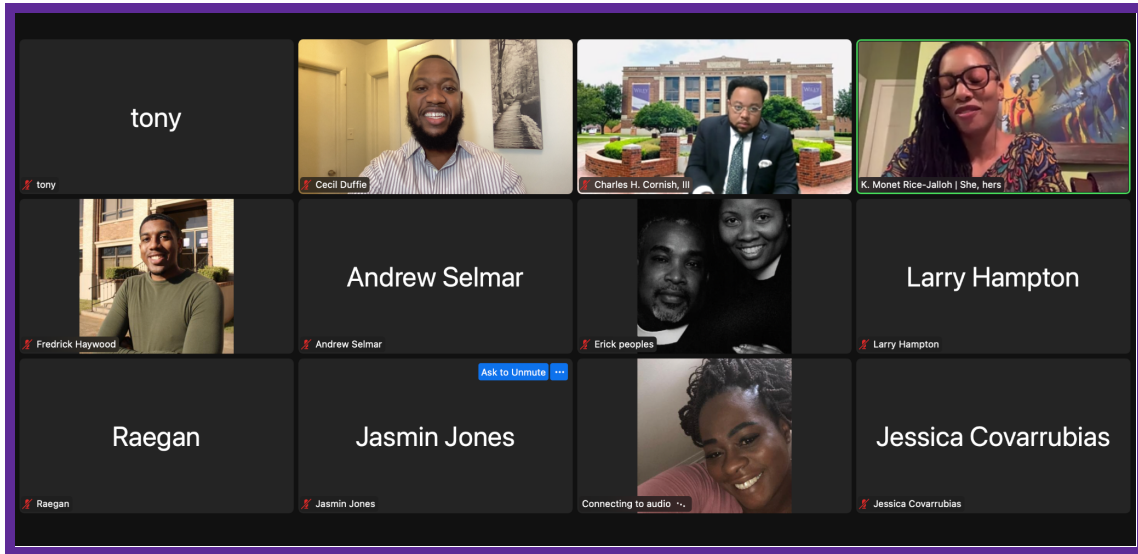 tony
tony
Cecil Duffie
Charles H. Cornish, III
K. Monet Rice-Jalloh | She, hers
Fredrick Haywood
Andrew Selmar
Andrew Selmar
Erick peoples
Larry Hampton
Larry Hampton
Raegan
Raegan
Ask to Unmute ...
Jasmin Jones
Jasmin Jones
Connecting to audio
Jessica Covarrubias
Jessica Covarrubias